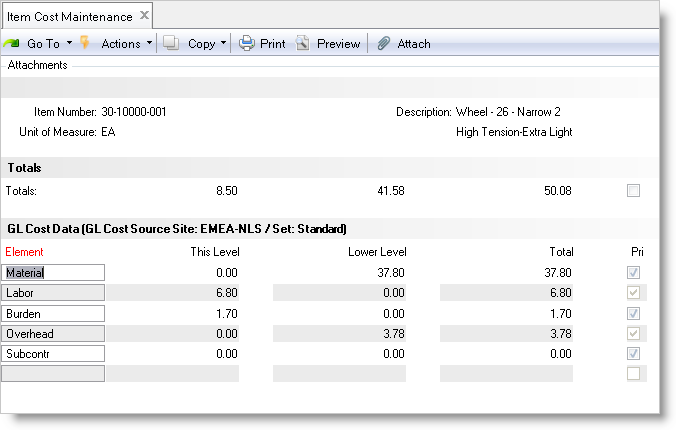 Item Cost Maintenance
Go To Actions Copy Print Preview Attach
Attachments
Item Number: 30-10000-001 Description: Wheel - 26 - Narrow 2
Unit of Measure: EA High Tension-Extra Light
Totals
Totals: 8.50 41.58 50.08
GL Cost Data (GL Cost Source Site: EMEA-NLS / Set: Standard)
Element This Level Lower Level Total Pri
Material 0.00 37.80 37.80
Labor 6.80 0.00 6.80
Burden 1.70 0.00 1.70
Overhead 0.00 3.78 3.78
Subcontr 0.00 0.00 0.00